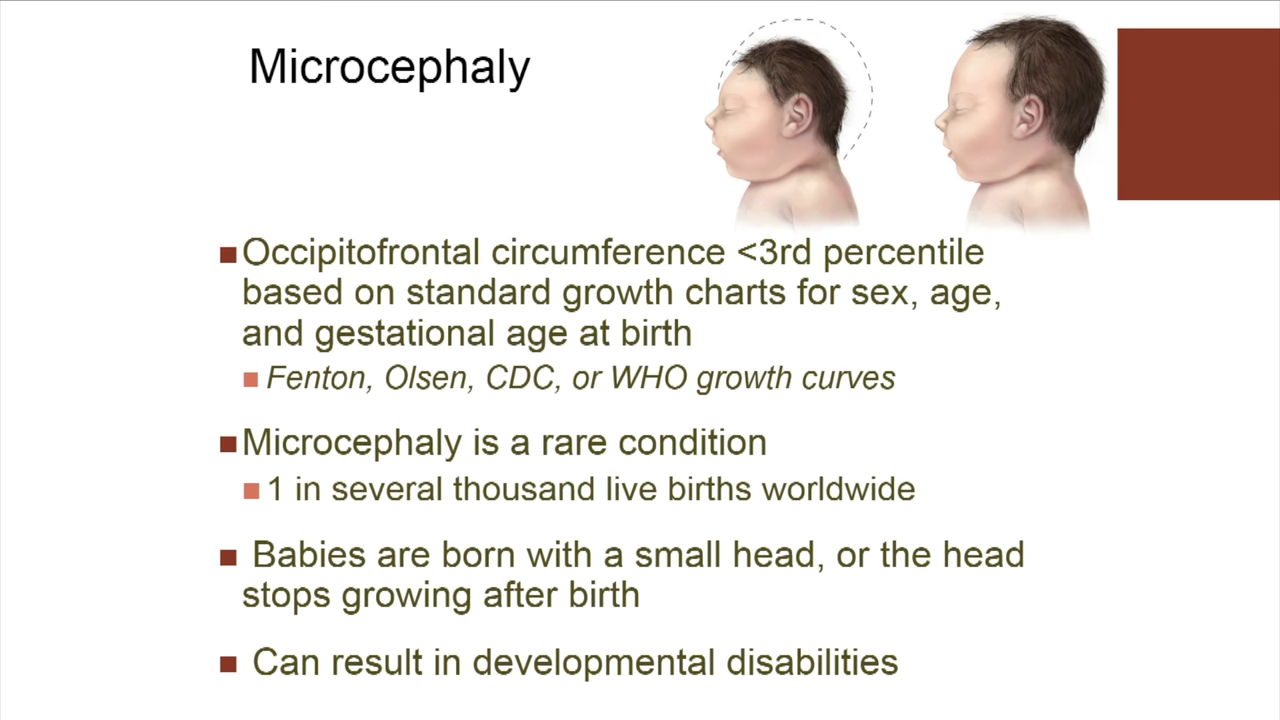 Microcephaly
Occipitofrontal circumference <3rd percentile
based on standard growth charts for sex, age,
and gestational age at birth
Fenton, Olsen, CDC, or WHO growth curves
Microcephaly is a rare condition
1 in several thousand live births worldwide
Babies are born with a small head, or the head
stops growing after birth
Can result in developmental disabilities